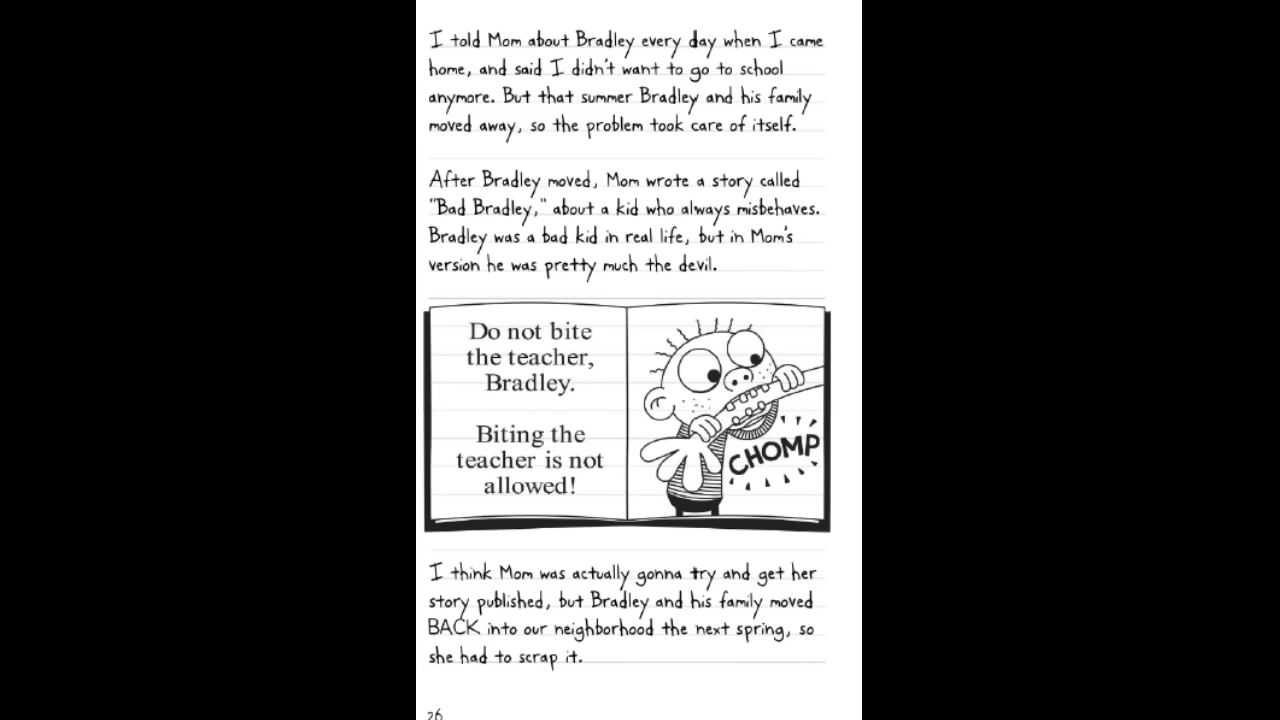 I told Mom about Bradley every day when I came
home, and said I didn't want to go to school
anymore. But that summer Bradley and his family
moved away, so the problem took care of itself.
After Bradley moved, Mom wrote a story called
"Bad Bradley," about a kid who always misbehaves.
Bradley was a bad kid in real life, but in Mom's
version he was pretty much the devil.
Do not bite
the teacher,
Bradley.
Biting the
teacher is not
allowed!
CHOMP
I think Mom was actually gonna try and get her
story published, but Bradley and his family moved
BACK into our neighborhood the next spring, so
she had to scrap it.
26